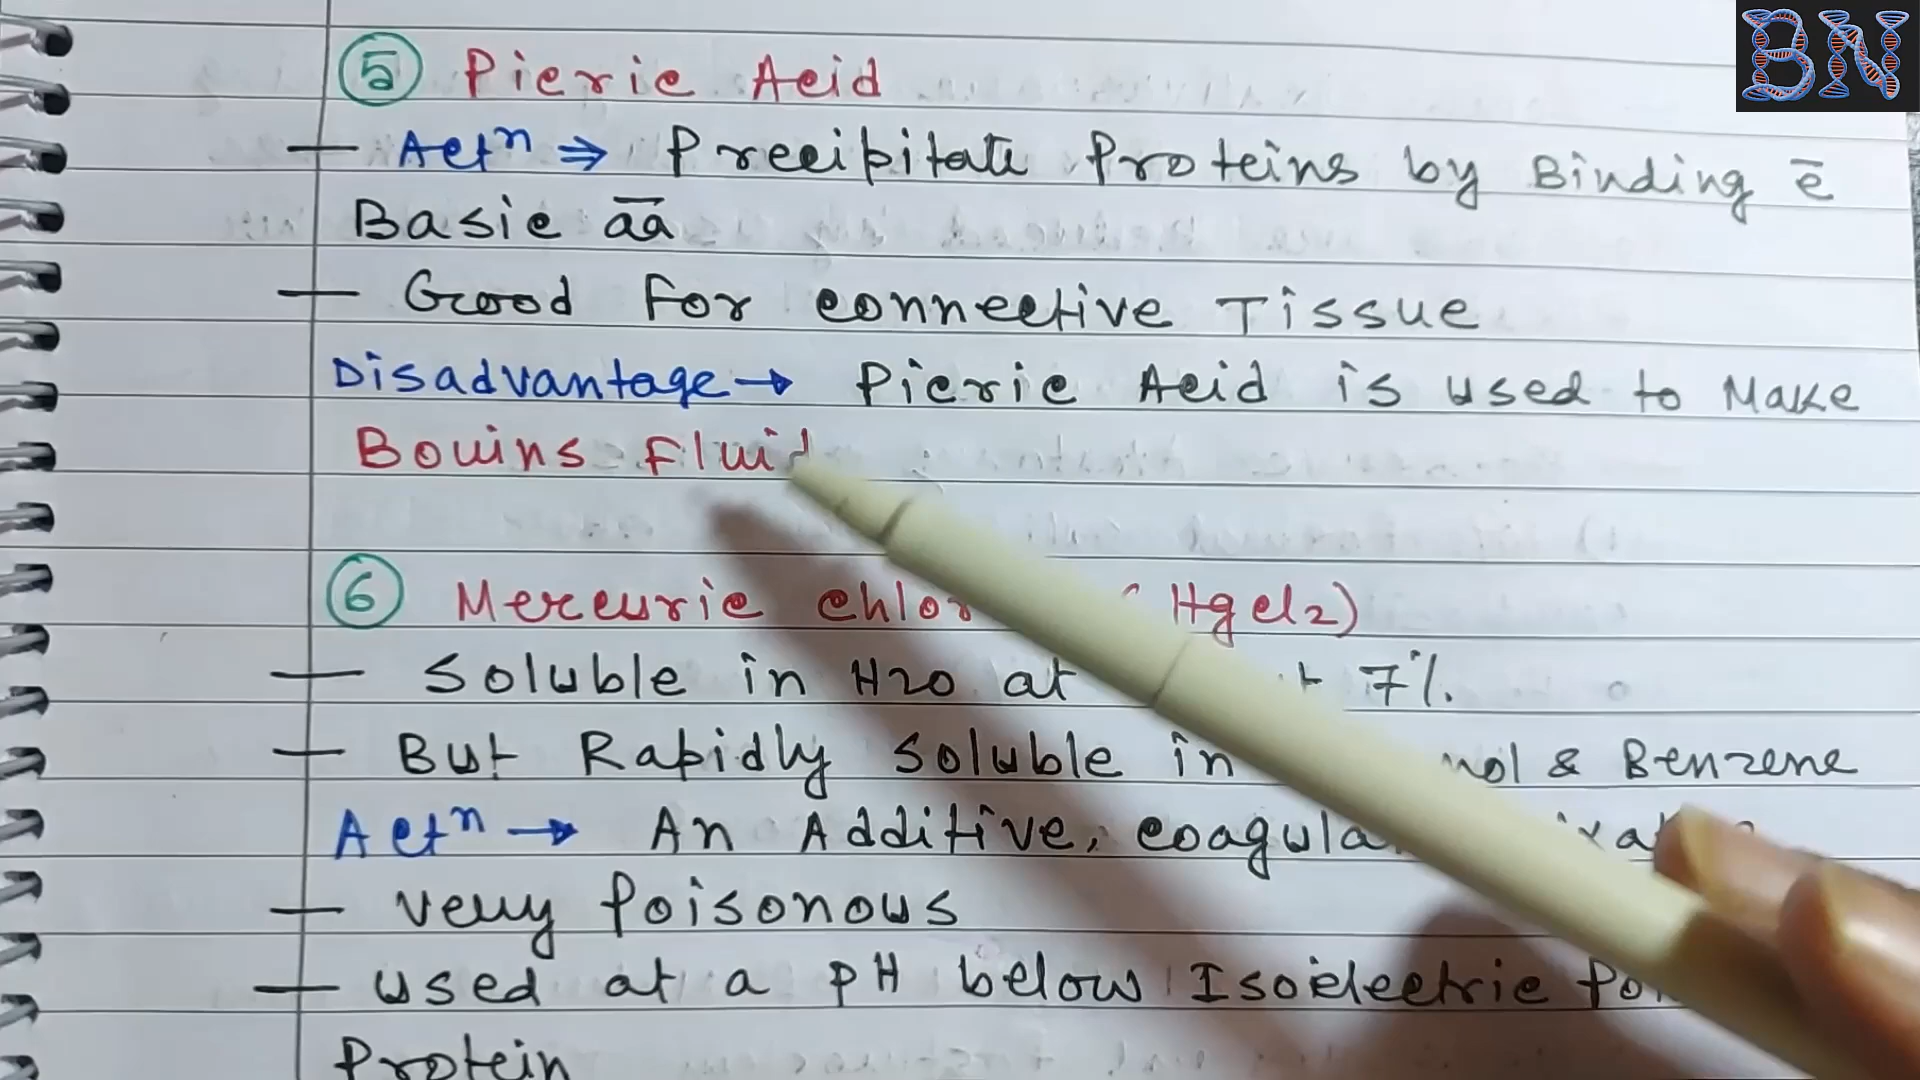 BN
5 Picric Acid
— Actⁿ ⇒ Precipitate Proteins by Binding c̄
Basic āā
— Good for connective Tissue
Disadvantage → Picric Acid is used to Make
Bouins Fluid
6 Mercuric (Hgcl2)
— Soluble in H2O at 7%.
— But Rapidly Soluble in & Benzene
Actⁿ → An Additive,
— very Poisonous
— used at a pH below Isoelectric
Protein